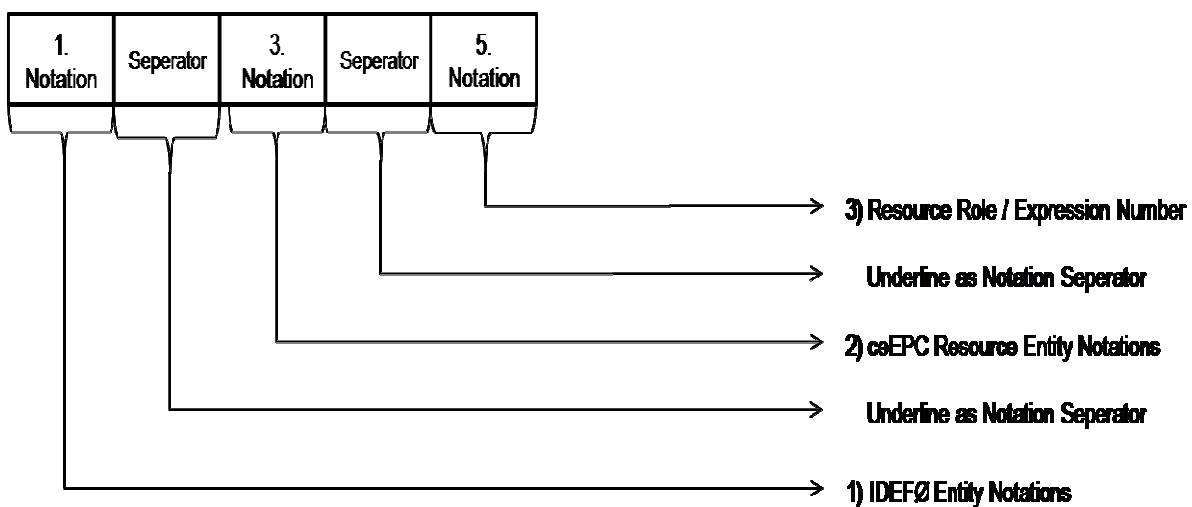 1.
Notation
Seperator
3.
Notation
Seperator
5.
Notation
3) Resource Role / Expression Number
Underline as Notation Seperator
2) ceEPC Resource Entity Notations
Underline as Notation Seperator
1) IDEFØ Entity Notations